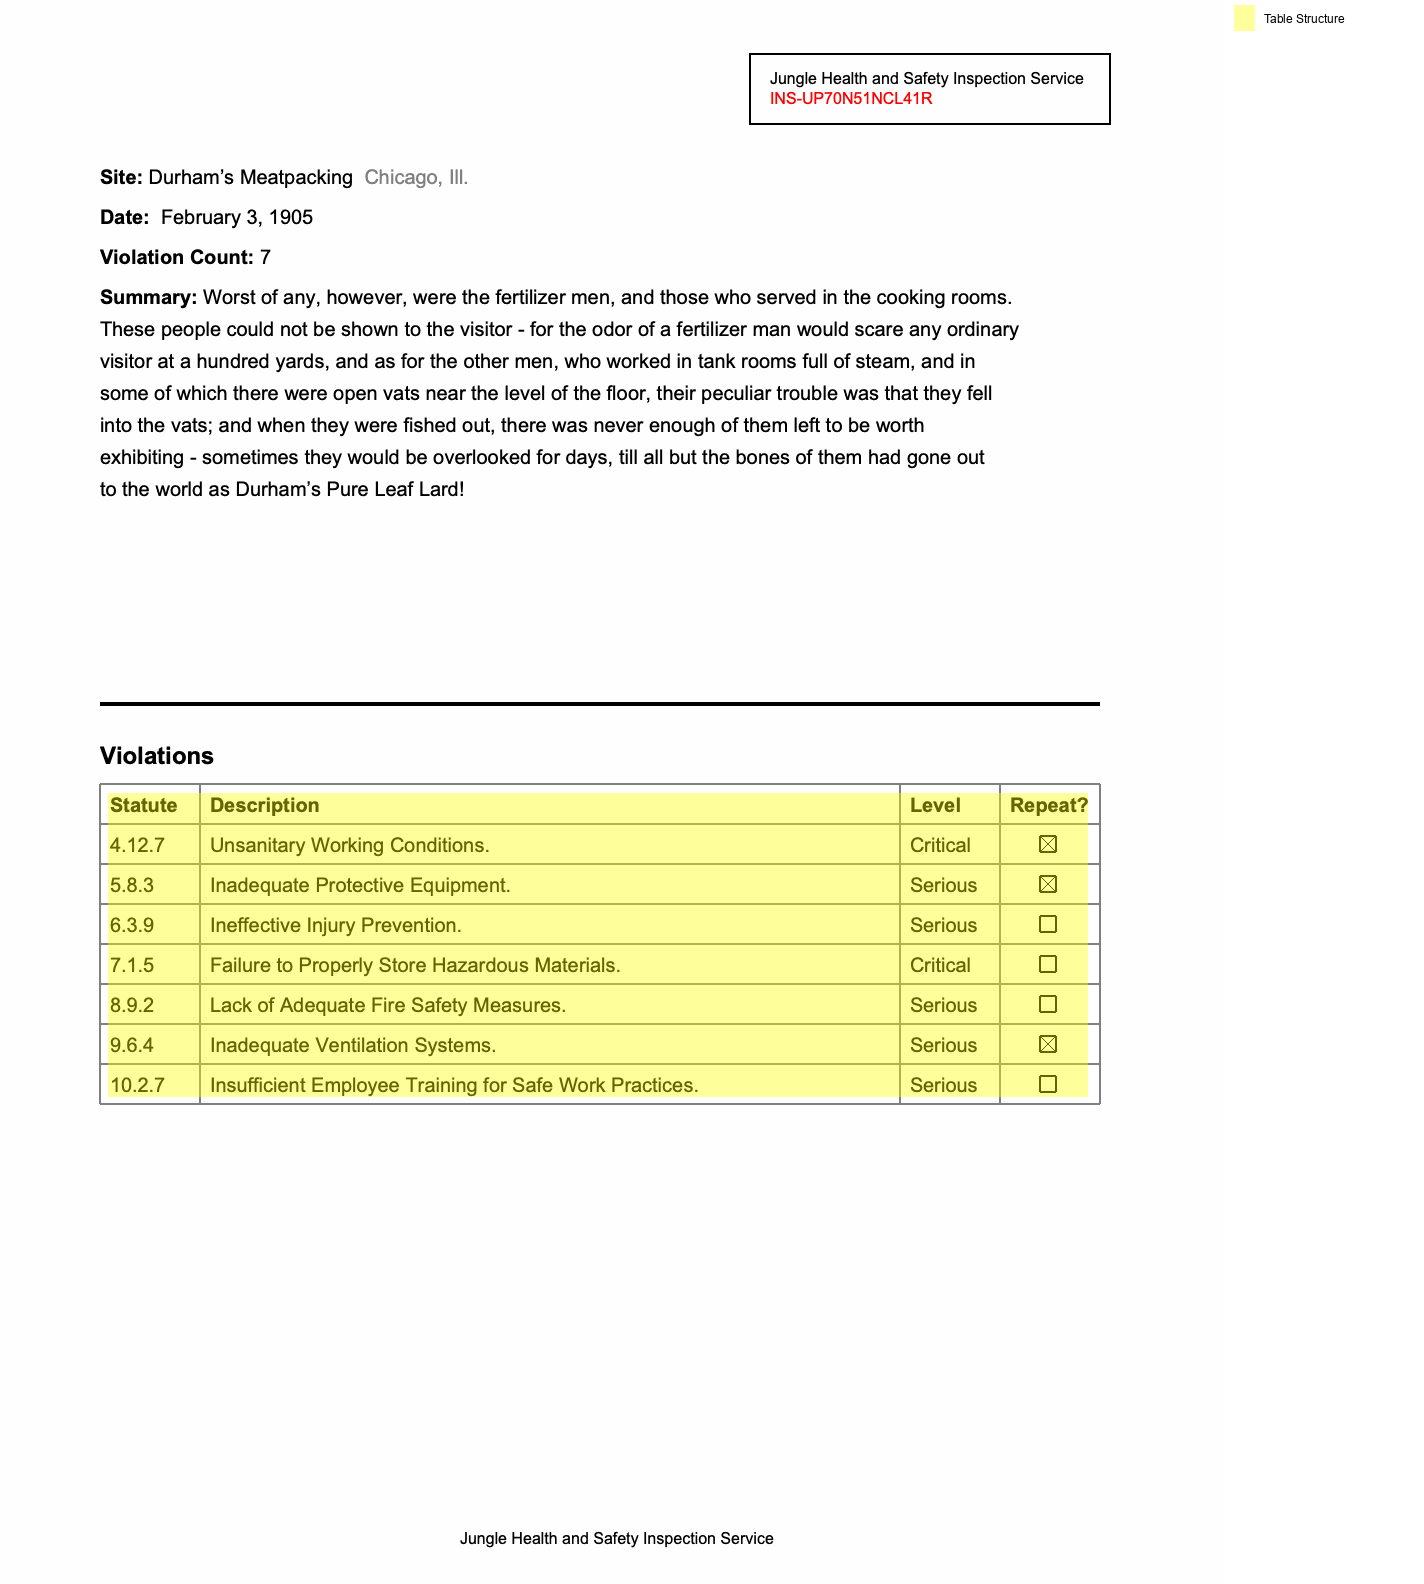 Table Structure
Jungle Health and Safety Inspection Service
INS-UP70N51NCL41R
Site: Durham’s Meatpacking Chicago, Ill.
Date: February 3, 1905
Violation Count: 7
Summary: Worst of any, however, were the fertilizer men, and those who served in the cooking rooms.
These people could not be shown to the visitor - for the odor of a fertilizer man would scare any ordinary
visitor at a hundred yards, and as for the other men, who worked in tank rooms full of steam, and in
some of which there were open vats near the level of the floor, their peculiar trouble was that they fell
into the vats; and when they were fished out, there was never enough of them left to be worth
exhibiting - sometimes they would be overlooked for days, till all but the bones of them had gone out
to the world as Durham’s Pure Leaf Lard!
Violations
Statute Description Level Repeat?
4.12.7 Unsanitary Working Conditions. Critical
5.8.3 Inadequate Protective Equipment. Serious
6.3.9 Ineffective Injury Prevention. Serious
7.1.5 Failure to Properly Store Hazardous Materials. Critical
8.9.2 Lack of Adequate Fire Safety Measures. Serious
9.6.4 Inadequate Ventilation Systems. Serious
10.2.7 Insufficient Employee Training for Safe Work Practices. Serious
Jungle Health and Safety Inspection Service